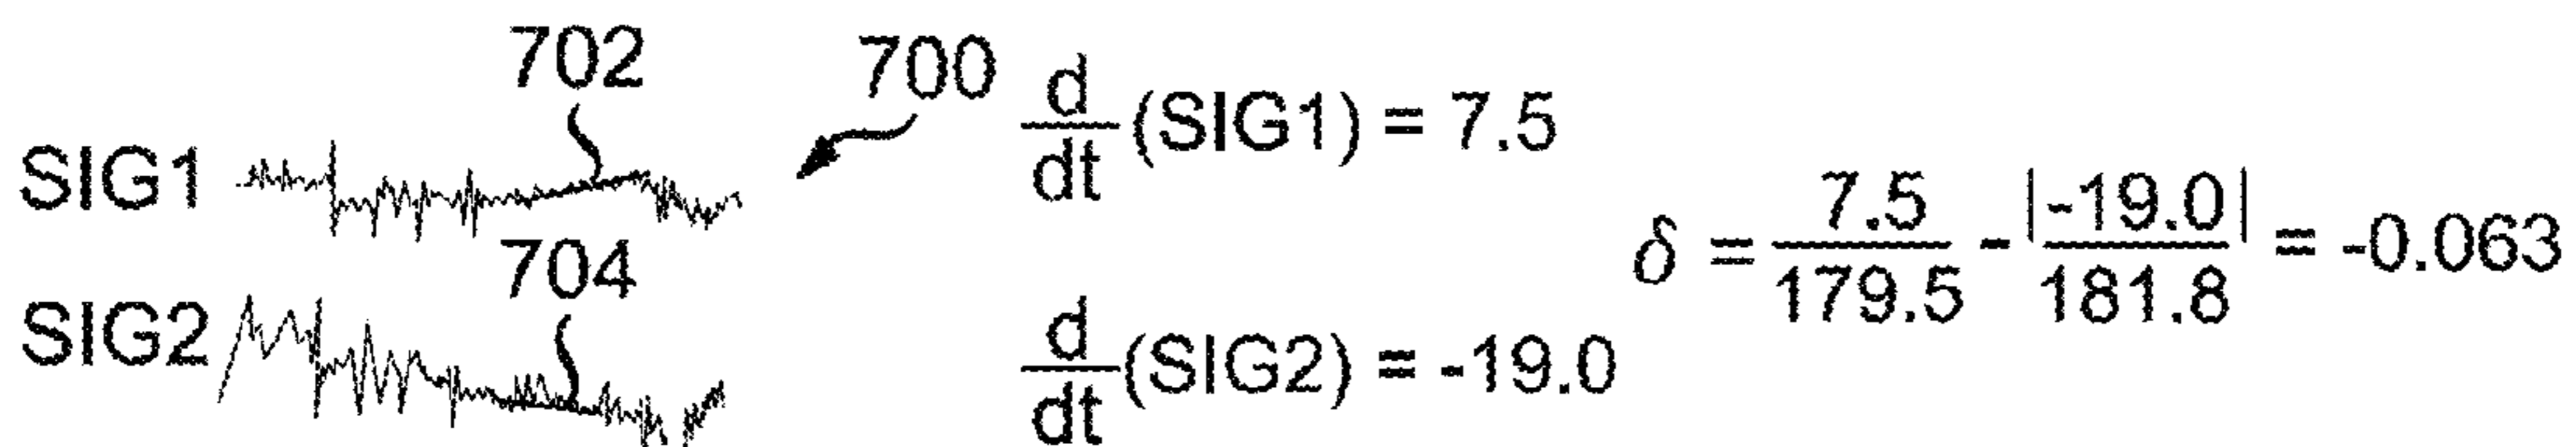 702
700
SIG1
704
SIG2
d/dt (SIG1) = 7.5
d/dt (SIG2) = -19.0
δ = 7.5/179.5 - |-19.0|/181.8 = -0.063